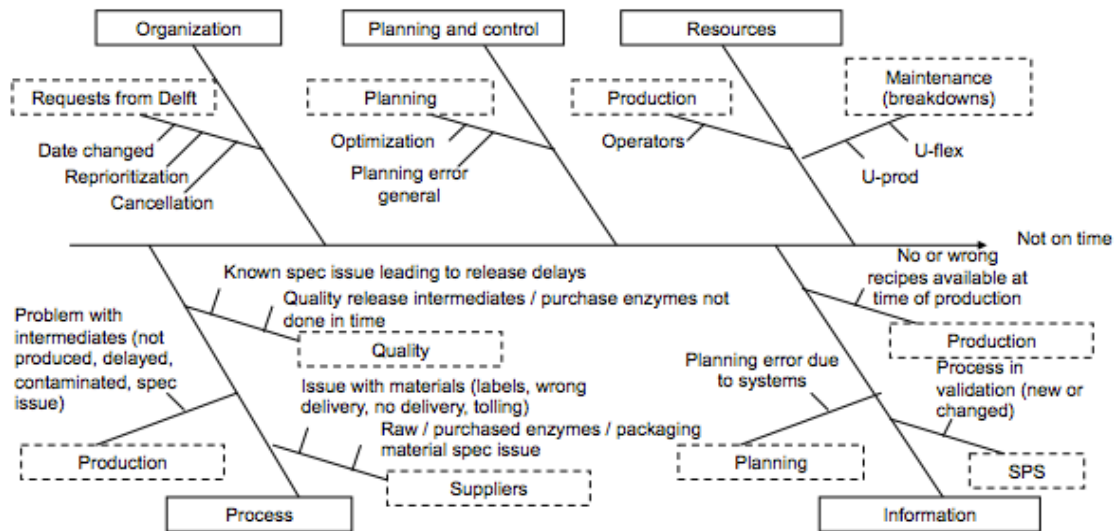 Organization
Planning and control
Resources
Requests from Delft
Date changed
Reprioritization
Cancellation
Planning
Optimization
Planning error
general
Production
Operators
Maintenance
(breakdowns)
U-flex
U-prod
Not on time
Known spec issue leading to release delays
Quality release intermediates / purchase enzymes not
done in time
Quality
Problem with
intermediates (not
produced, delayed,
contaminated, spec
issue)
Production
Issue with materials (labels, wrong
delivery, no delivery, tolling)
Raw / purchased enzymes / packaging
material spec issue
Suppliers
Process
No or wrong
recipes available at
time of production
Production
Planning error due
to systems
Planning
Process in
validation (new or
changed)
SPS
Information